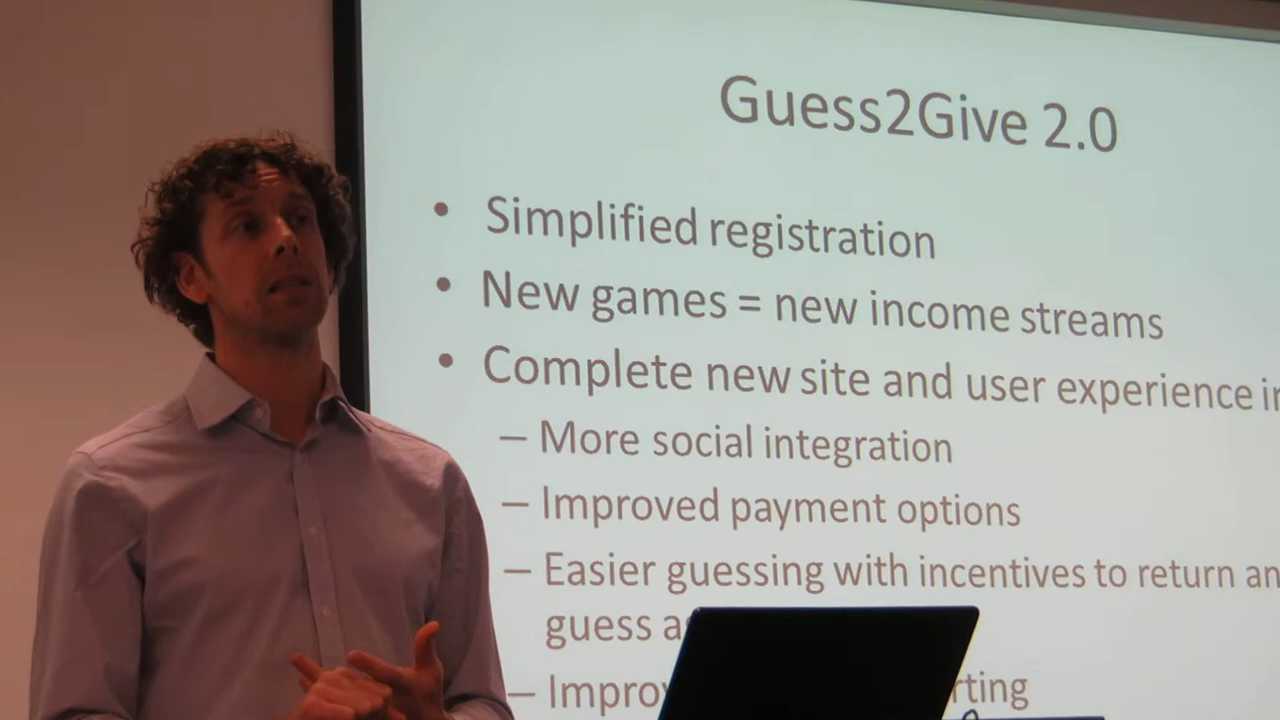 Guess2Give 2.0
• Simplified registration
• New games = new income streams
• Complete new site and user experience
– More social integration
– Improved payment options
– Easier guessing with incentives to return
guess
–